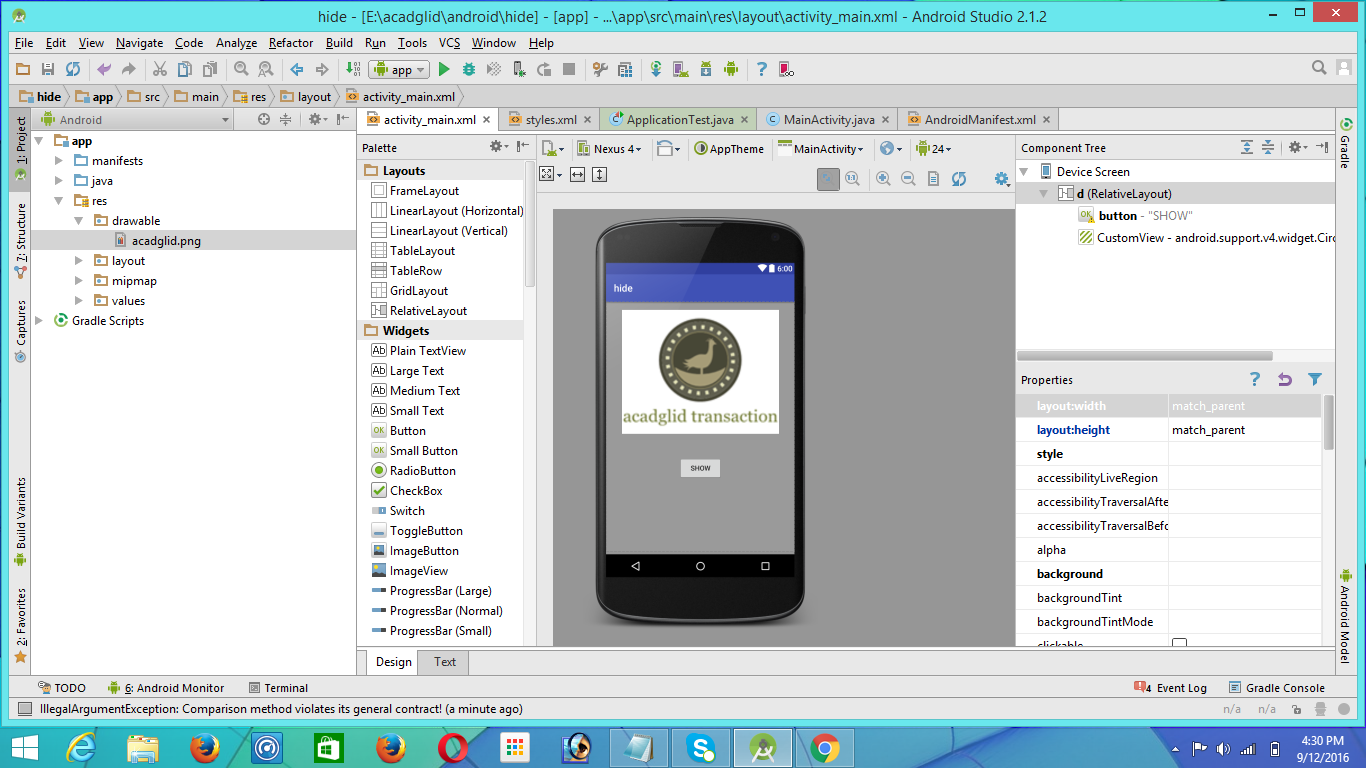 hide - [E:\acadglid\android\hide] - [app] - ...\app\src\main\res\layout\activity_main.xml - Android Studio 2.1.2
File Edit View Navigate Code Analyze Refactor Build Run Tools VCS Window Help
app
hide app src main res layout activity_main.xml
1: Project
7: Structure
Captures
Build Variants
2: Favorites
Android
app
manifests
java
res
drawable
acadglid.png
layout
mipmap
values
Gradle Scripts
activity_main.xml styles.xml ApplicationTest.java MainActivity.java AndroidManifest.xml
Palette
Layouts
FrameLayout
LinearLayout (Horizontal)
LinearLayout (Vertical)
TableLayout
TableRow
GridLayout
RelativeLayout
Widgets
Plain TextView
Large Text
Medium Text
Small Text
Button
Small Button
RadioButton
CheckBox
Switch
ToggleButton
ImageButton
ImageView
ProgressBar (Large)
ProgressBar (Normal)
ProgressBar (Small)
Nexus 4 AppTheme MainActivity 24
6:00
hide
acadglid transaction
SHOW
Design Text
Component Tree
Device Screen
d (RelativeLayout)
button - "SHOW"
CustomView - android.support.v4.widget.Circ
Properties
layout:width match_parent
layout:height match_parent
style
accessibilityLiveRegion
accessibilityTraversalAfte
accessibilityTraversalBefo
alpha
background
backgroundTint
backgroundTintMode
clickable
Gradle
Android Model
TODO 6: Android Monitor Terminal 4 Event Log Gradle Console
IllegalArgumentException: Comparison method violates its general contract! (a minute ago) n/a n/a
4:30 PM
9/12/2016